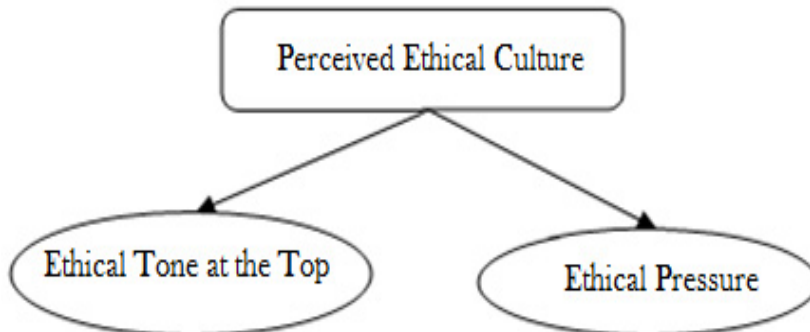 Perceived Ethical Culture
Ethical Tone at the Top
Ethical Pressure